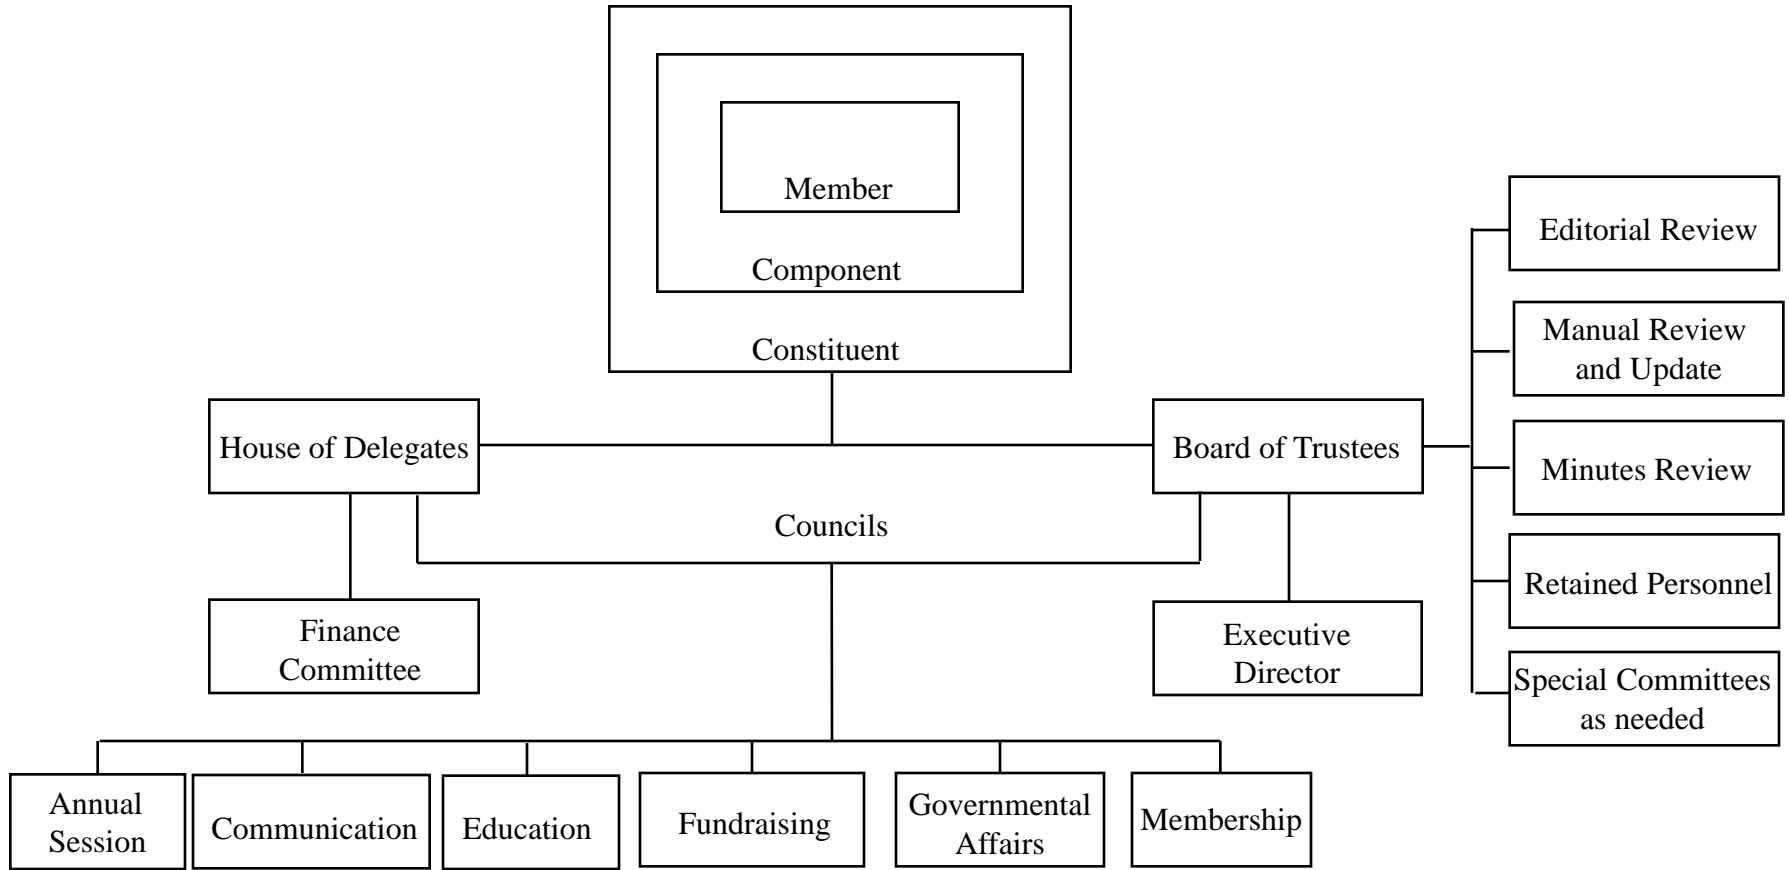 Member
Component
Constituent
House of Delegates
Board of Trustees
Councils
Finance
Committee
Executive
Director
Editorial Review
Manual Review
and Update
Minutes Review
Retained Personnel
Special Committees
as needed
Annual
Session
Communication
Education
Fundraising
Governmental
Affairs
Membership